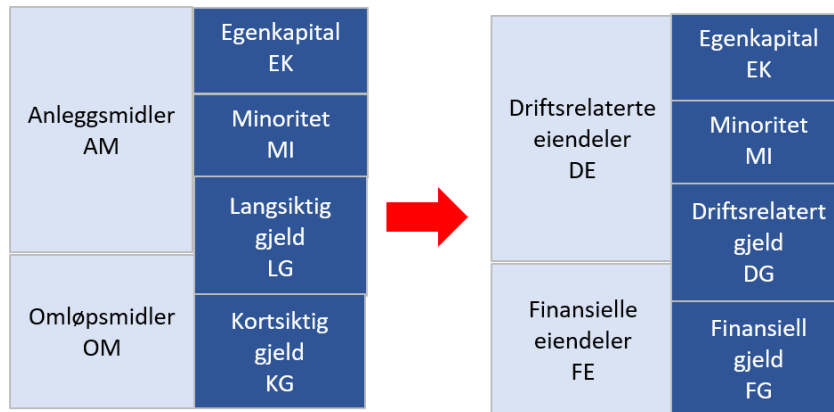 Anleggsmidler
AM
Omløpsmidler
OM
Egenkapital
EK
Minoritet
MI
Langsiktig
gjeld
LG
Kortsiktig
gjeld
KG
Driftsrelaterte
eiendeler
DE
Finansielle
eiendeler
FE
Egenkapital
EK
Minoritet
MI
Driftsrelatert
gjeld
DG
Finansiell
gjeld
FG